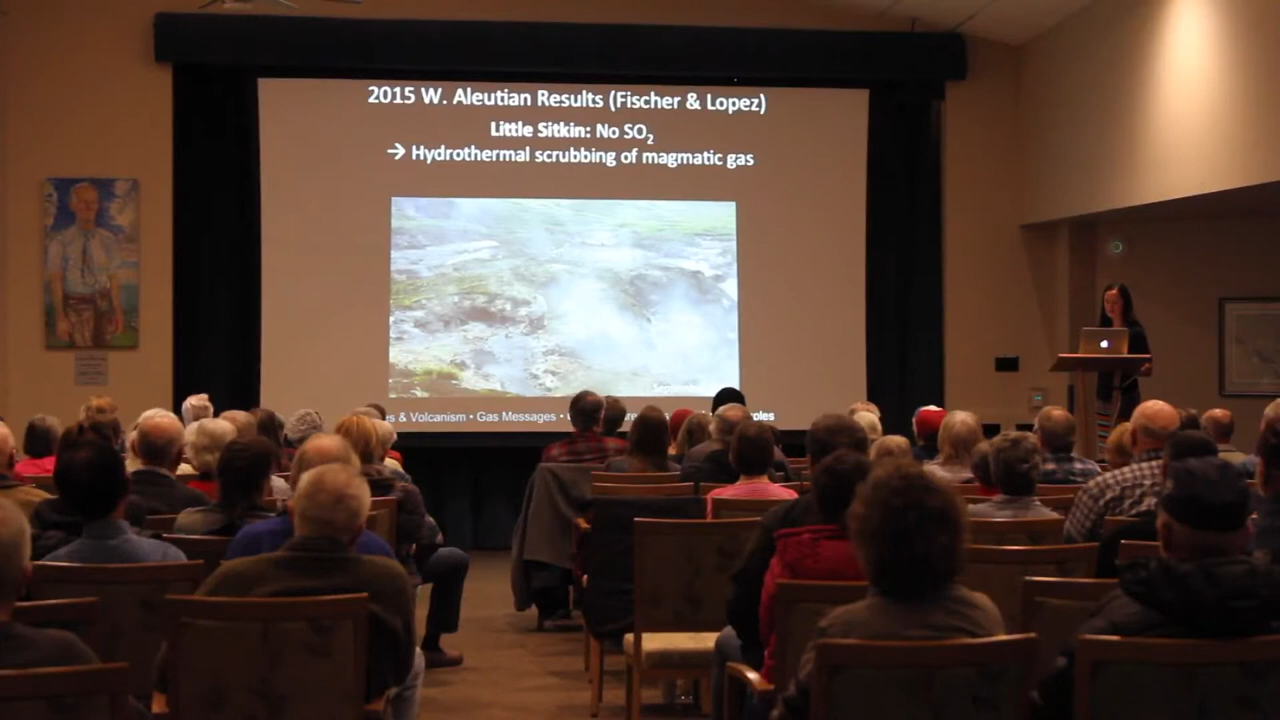 2015 W. Aleutian Results (Fischer & Lopez)
Little Sitkin: No SO₂
→ Hydrothermal scrubbing of magmatic gas
& Volcanism • Gas Messages •